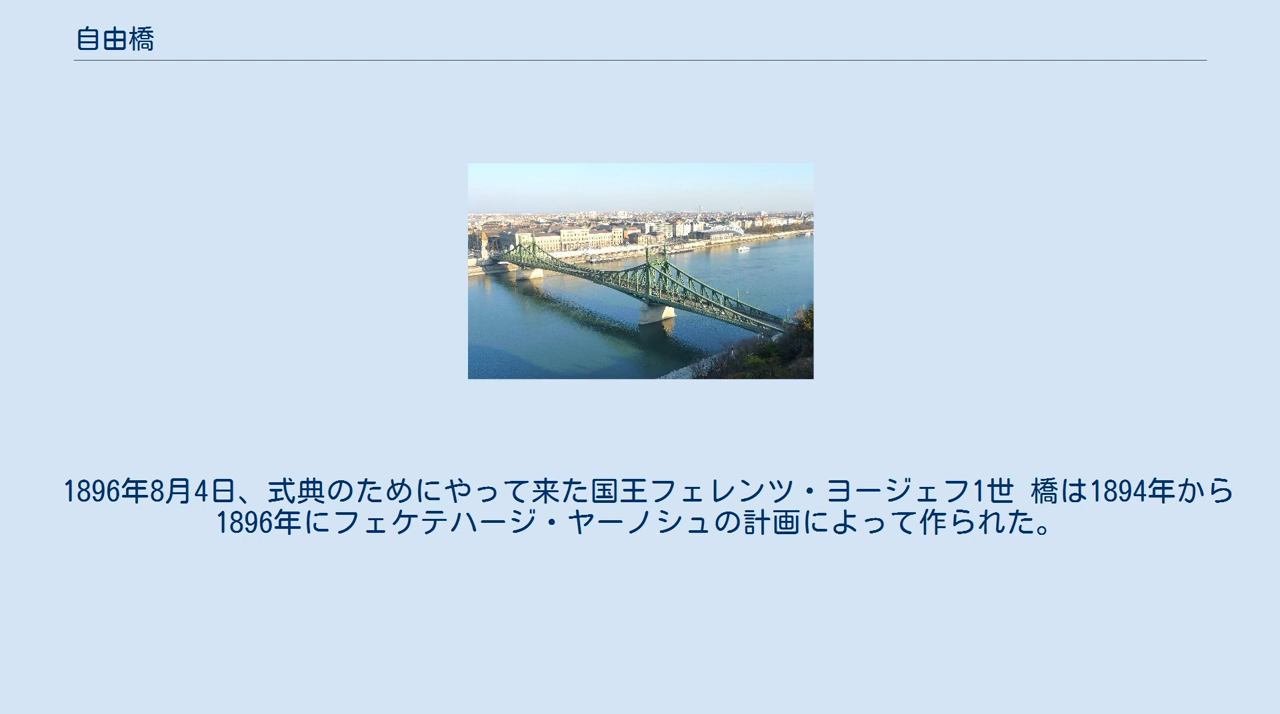 自由橋
1896年8月4日、式典のためにやって来た国王フェレンツ・ヨージェフ1世 橋は1894年から
1896年にフェケテハージ・ヤーノシュの計画によって作られた。